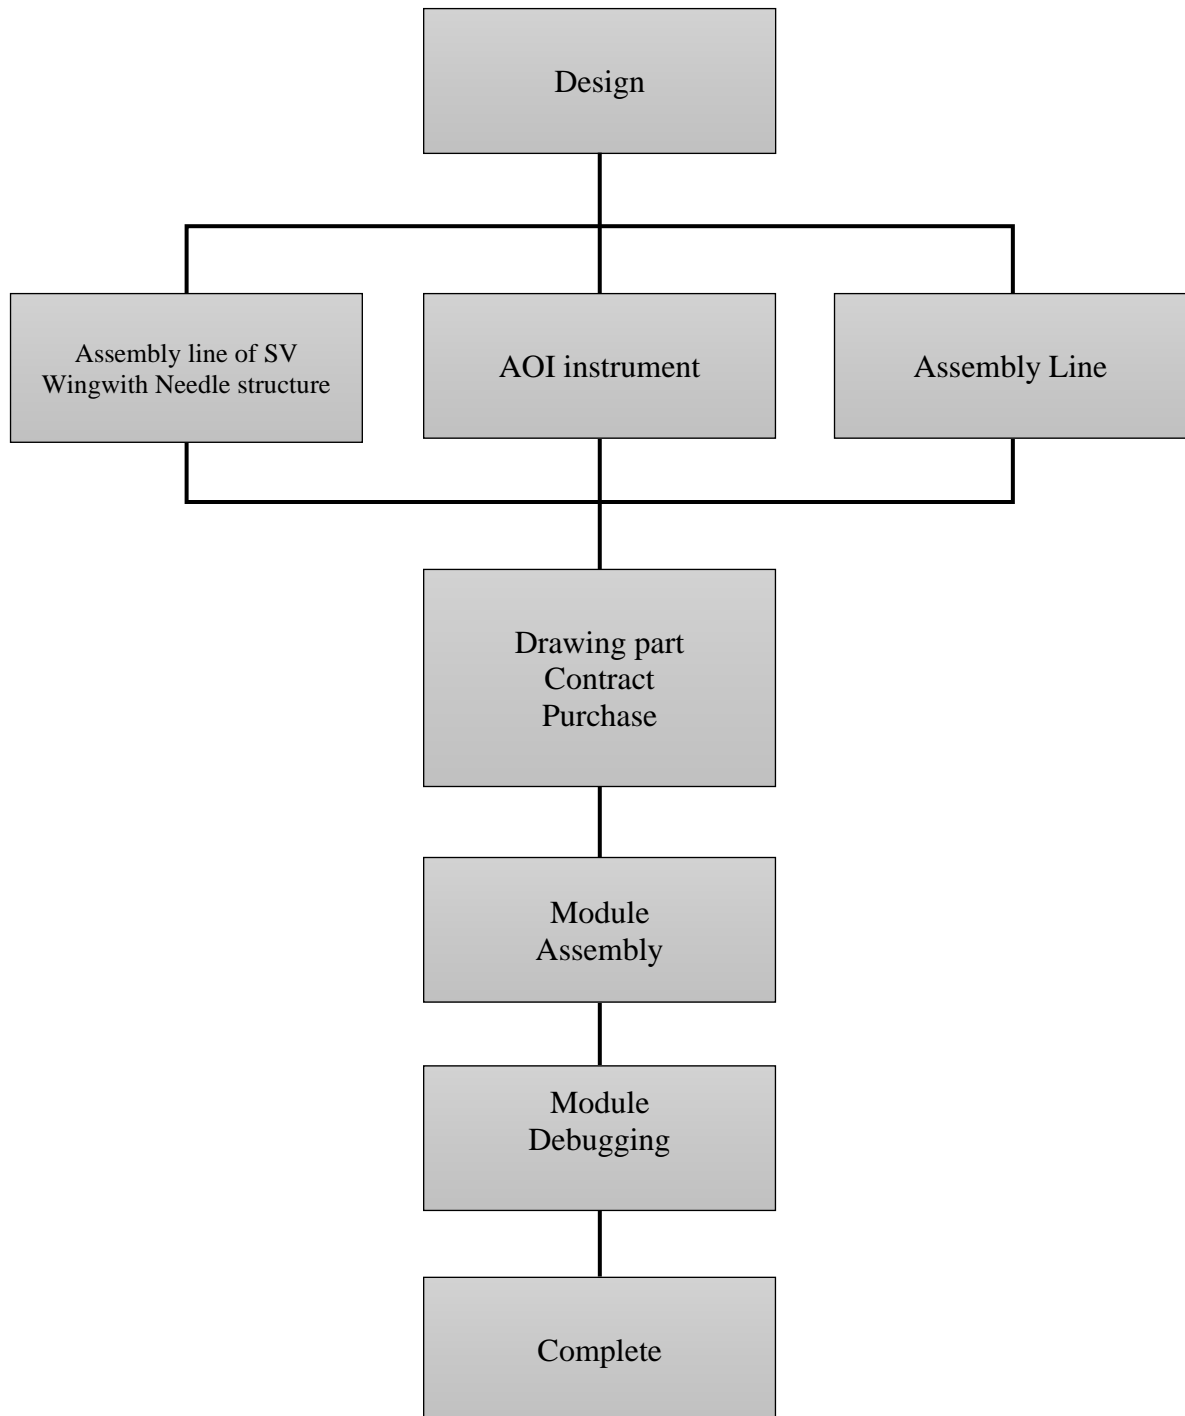 Design
Assembly line of SV
Wingwith Needle structure
AOI instrument
Assembly Line
Drawing part
Contract
Purchase
Module
Assembly
Module
Debugging
Complete